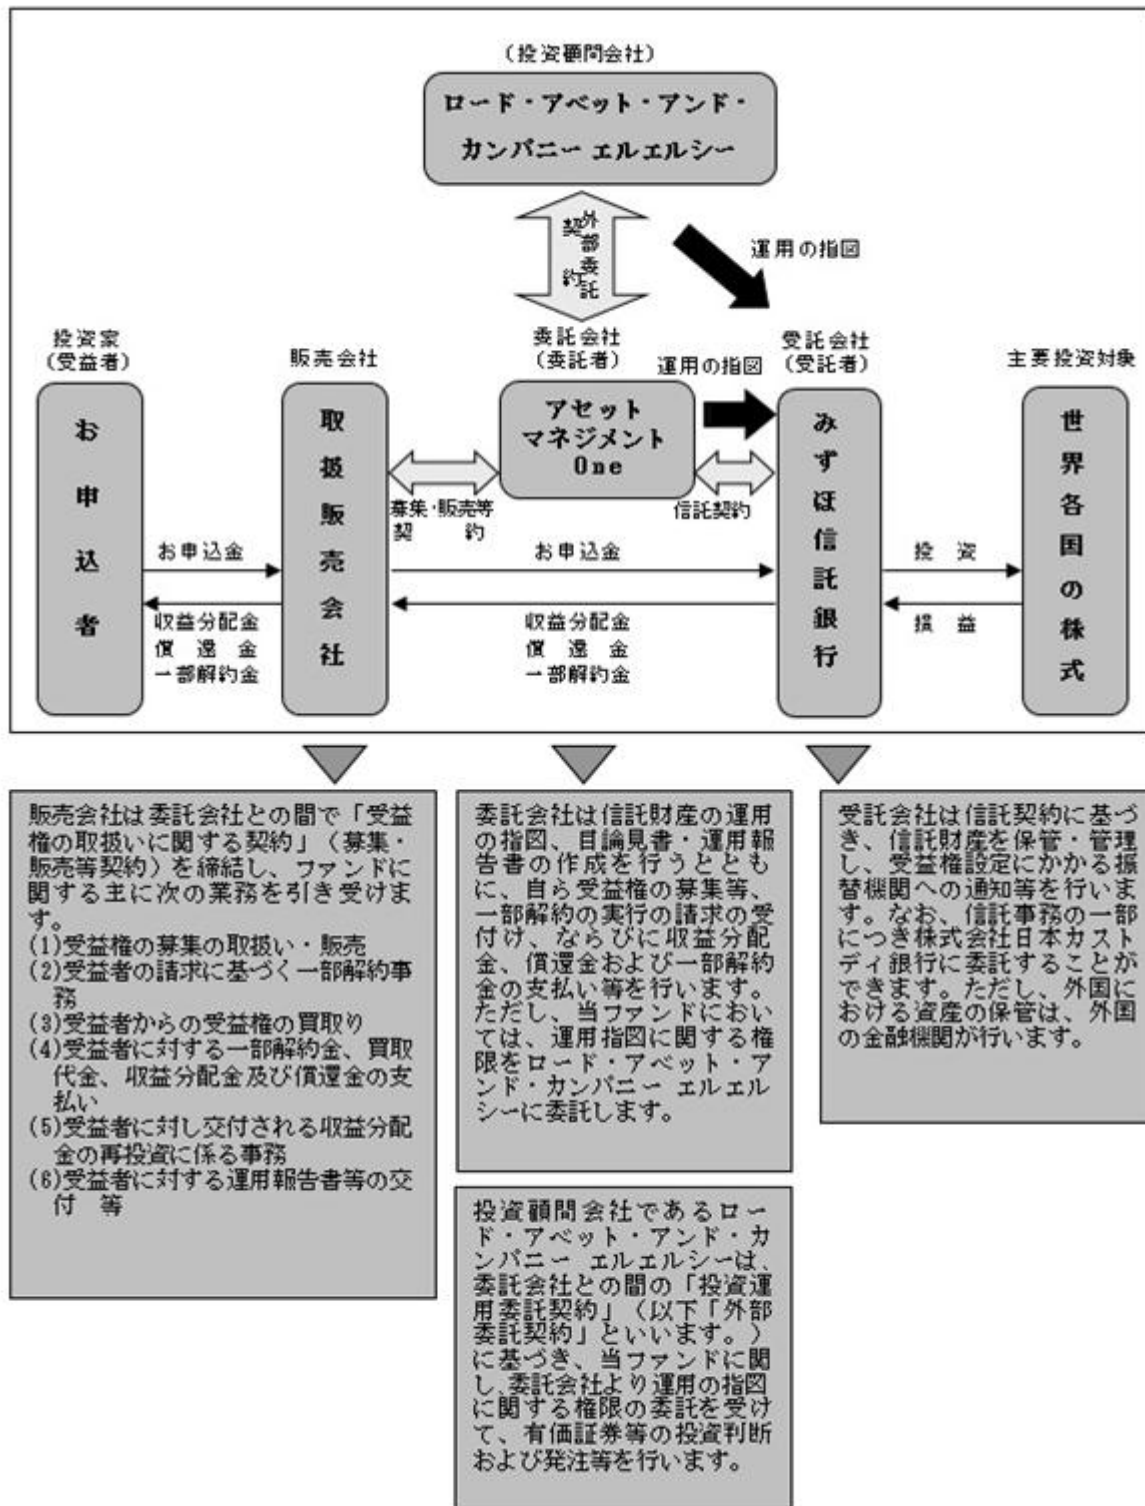 (投資顧問会社)
ロード・アベット・アンド・
カンパニー エルエルシー
外部委託
契約
運用の指図
投資家
(受益者)
販売会社
委託会社
(委託者)
運用の指図
受託会社
(受託者)
主要投資対象
お申込者
取扱販売会社
アセット
マネジメント
One
みずほ信託銀行
世界各国の株式
募集・販売等
契約
信託契約
お申込金
お申込金
投資
収益分配金
償還金
一部解約金
収益分配金
償還金
一部解約金
損益
販売会社は委託会社との間で「受益
権の取扱いに関する契約」(募集・
販売等契約)を締結し、ファンドに
関する主に次の業務を引き受けま
す。
(1)受益権の募集の取扱い・販売
(2)受益者の請求に基づく一部解約事
務
(3)受益者からの受益権の買取り
(4)受益者に対する一部解約金、買取
代金、収益分配金及び償還金の支
払い
(5)受益者に対し交付される収益分配
金の再投資に係る事務
(6)受益者に対する運用報告書等の交
付 等
委託会社は信託財産の運用
の指図、目論見書・運用報
告書の作成を行うととも
に、自ら受益権の募集等、
一部解約の実行の請求の受
付け、ならびに収益分配
金、償還金および一部解約
金の支払い等を行います。
ただし、当ファンドにおい
ては、運用指図に関する権
限をロード・アベット・ア
ンド・カンパニー エルエル
シーに委託します。
受託会社は信託契約に基づ
き、信託財産を保管・管理
し、受益権設定にかかる振
替機関への通知等を行いま
す。なお、信託事務の一部
につき株式会社日本カスト
ディ銀行に委託することが
できます。ただし、外国に
おける資産の保管は、外国
の金融機関が行います。
投資顧問会社であるロー
ド・アベット・アンド・カ
ンパニー エルエルシーは、
委託会社との間の「投資運
用委託契約」(以下「外部
委託契約」といいます。)
に基づき、当ファンドに関
し、委託会社より運用の指図
に関する権限の委託を受け
て、有価証券等の投資判断
および発注等を行います。